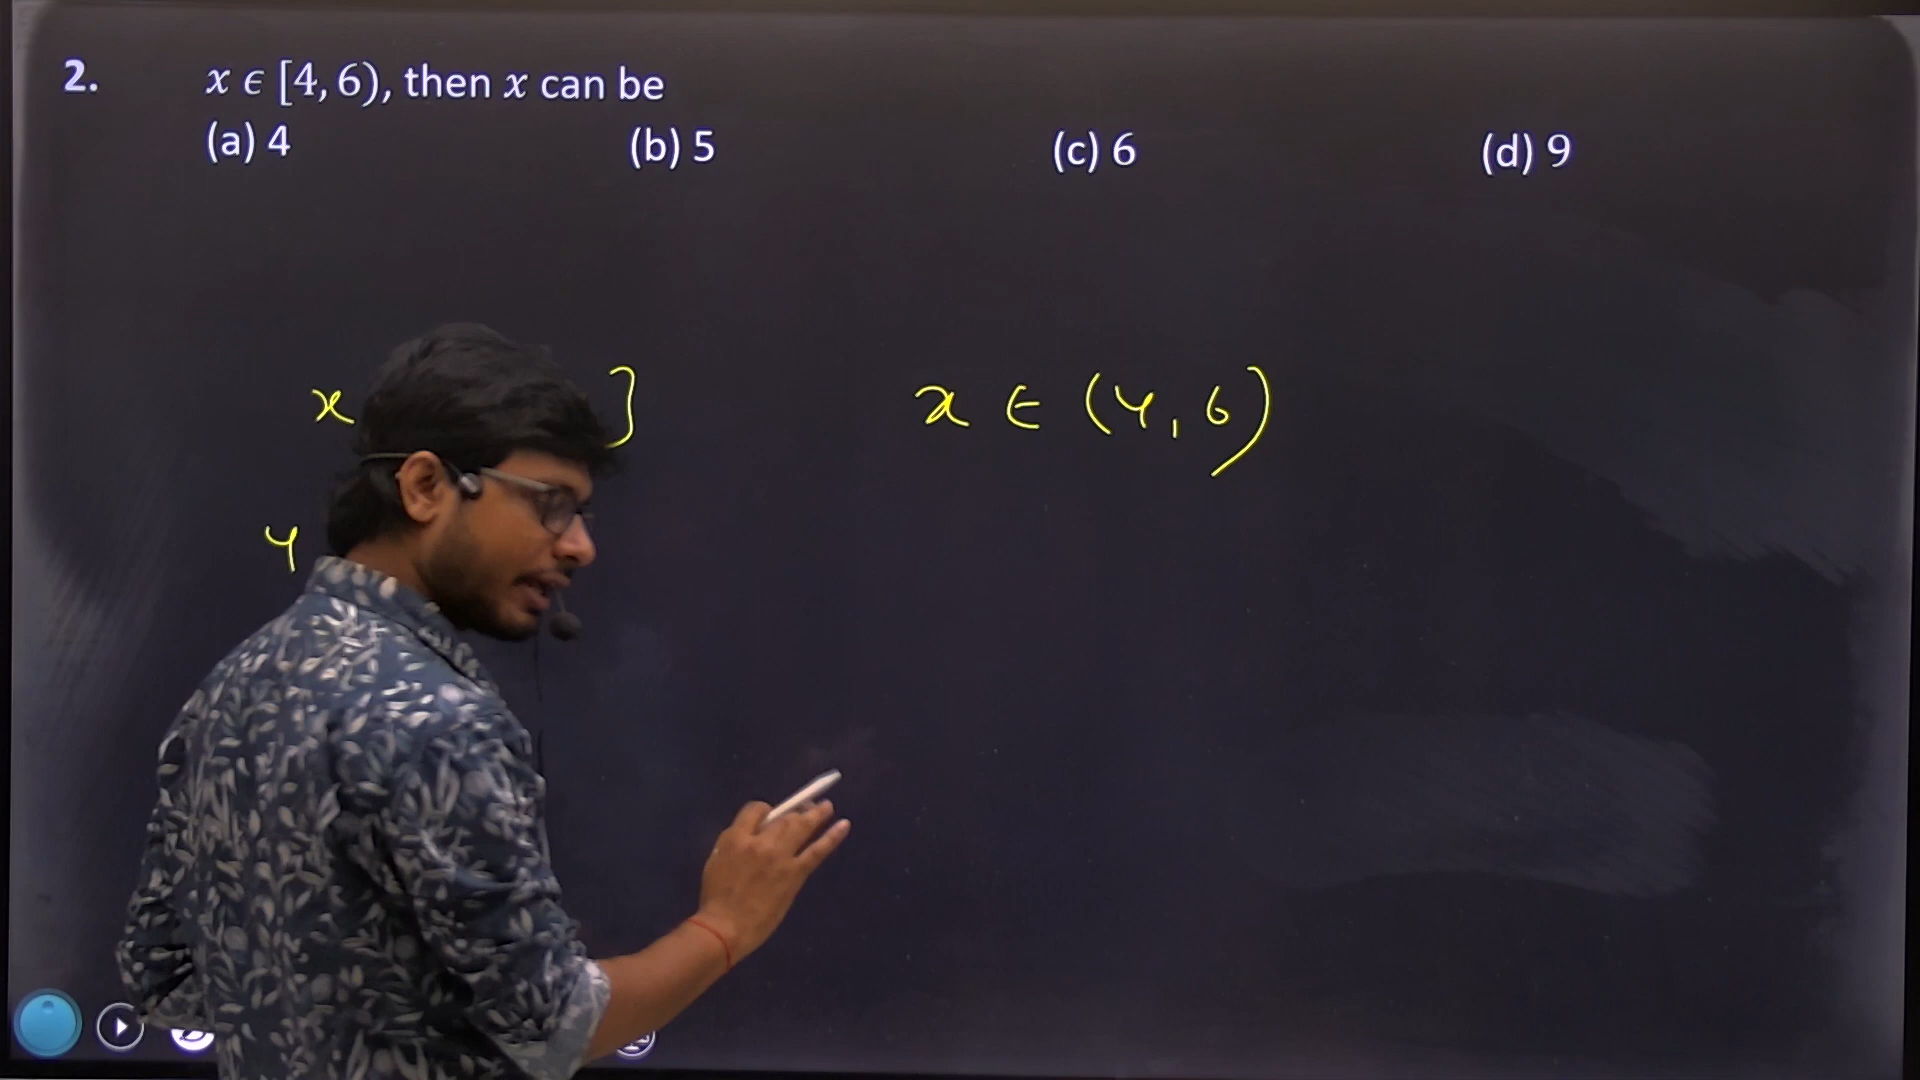 2. x ϵ [4, 6), then x can be
(a) 4 (b) 5 (c) 6 (d) 9
x ] x ∈ (4, 6)
4